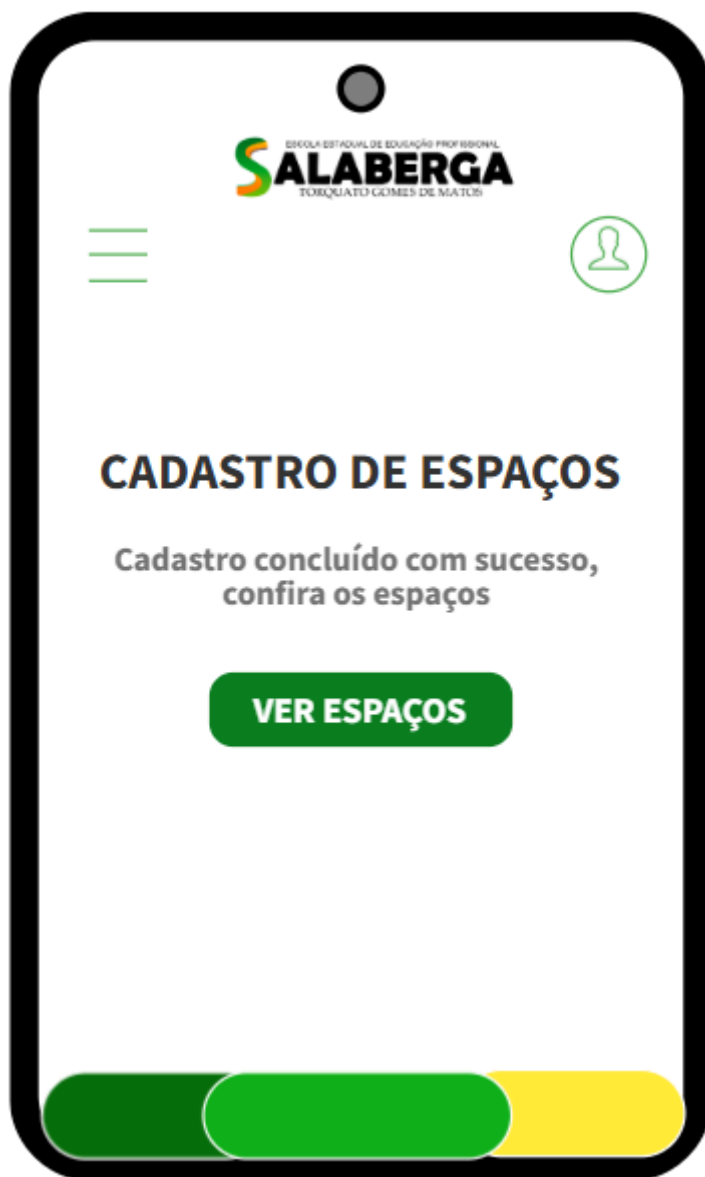 ESCOLA ESTADUAL DE EDUCAÇÃO PROFISSIONAL
SALABERGA
TORQUATO GOMES DE MATOS
CADASTRO DE ESPAÇOS
Cadastro concluído com sucesso,
confira os espaços
VER ESPAÇOS